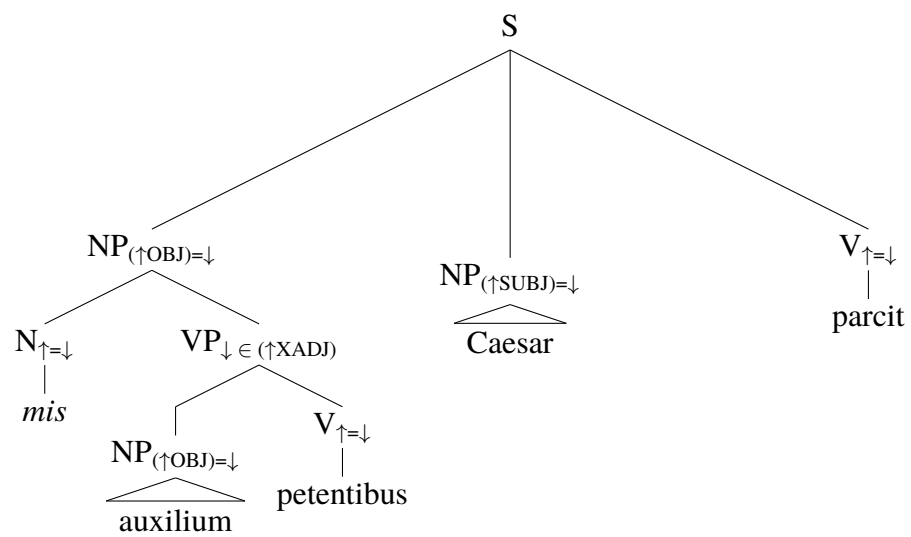 S
NP(↑OBJ)=↓
NP(↑SUBJ)=↓
V↑=↓
N↑=↓
VP↓ ∈ (↑XADJ)
Caesar
parcit
mis
NP(↑OBJ)=↓
V↑=↓
auxilium
petentibus